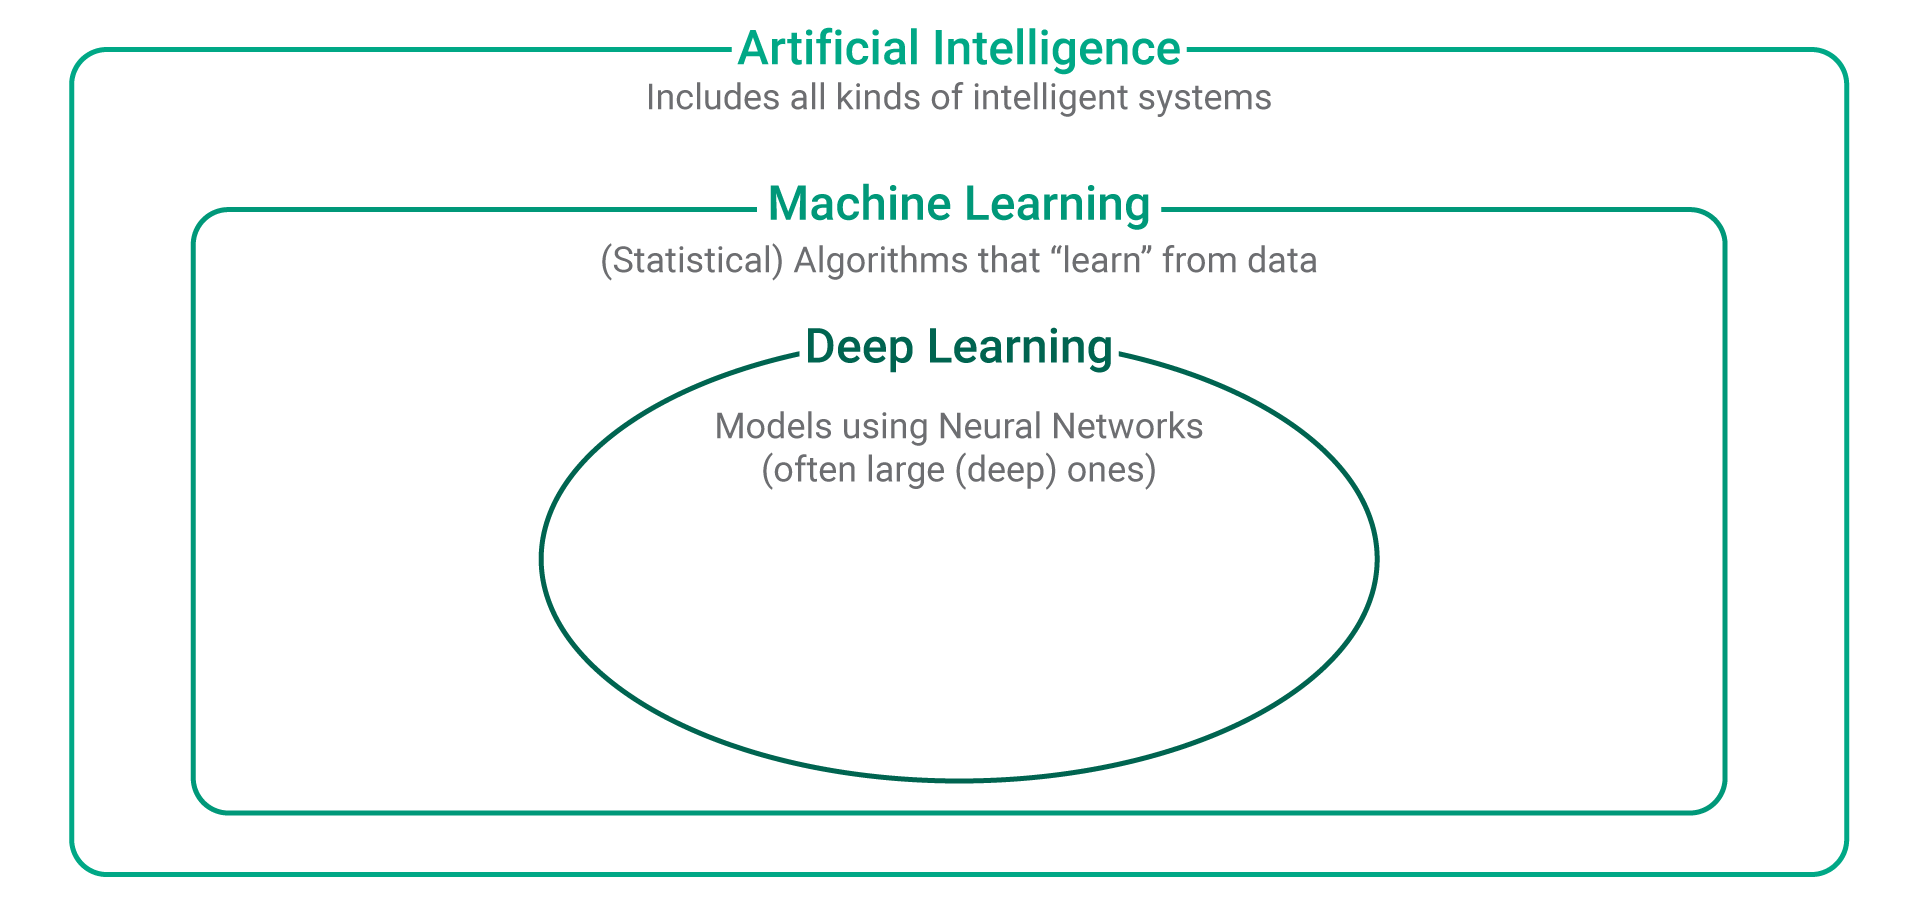 Artificial Intelligence
Includes all kinds of intelligent systems
Machine Learning
(Statistical) Algorithms that “learn” from data
Deep Learning
Models using Neural Networks
(often large (deep) ones)